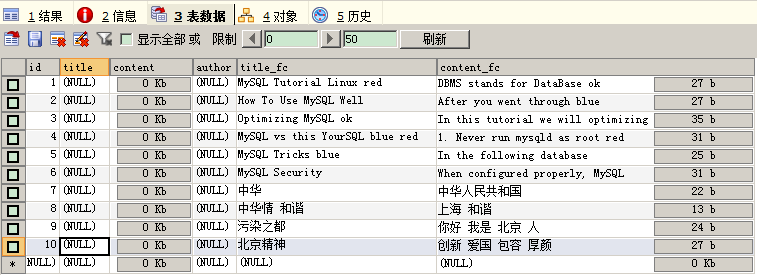 1 结果 2 信息 3 表数据 4 对象 5 历史
显示全部 或 限制 0 50 刷新
id title content author title_fc content_fc
1 (NULL) 0 Kb (NULL) MySQL Tutorial Linux red DBMS stands for DataBase ok 27 b
2 (NULL) 0 Kb (NULL) How To Use MySQL Well After you went through blue 27 b
3 (NULL) 0 Kb (NULL) Optimizing MySQL ok In this tutorial we will optimizing 35 b
4 (NULL) 0 Kb (NULL) MySQL vs this YourSQL blue red 1. Never run mysqld as root red 31 b
5 (NULL) 0 Kb (NULL) MySQL Tricks blue In the following database 25 b
6 (NULL) 0 Kb (NULL) MySQL Security When configured properly, MySQL 31 b
7 (NULL) 0 Kb (NULL) 中华 中华人民共和国 22 b
8 (NULL) 0 Kb (NULL) 中华情 和谐 上海 和谐 13 b
9 (NULL) 0 Kb (NULL) 污染之都 你好 我是 北京 人 24 b
10 (NULL) 0 Kb (NULL) 北京精神 创新 爱国 包容 厚颜 27 b
* NULL) (NULL) 0 Kb (NULL) (NULL) (NULL) 0 Kb